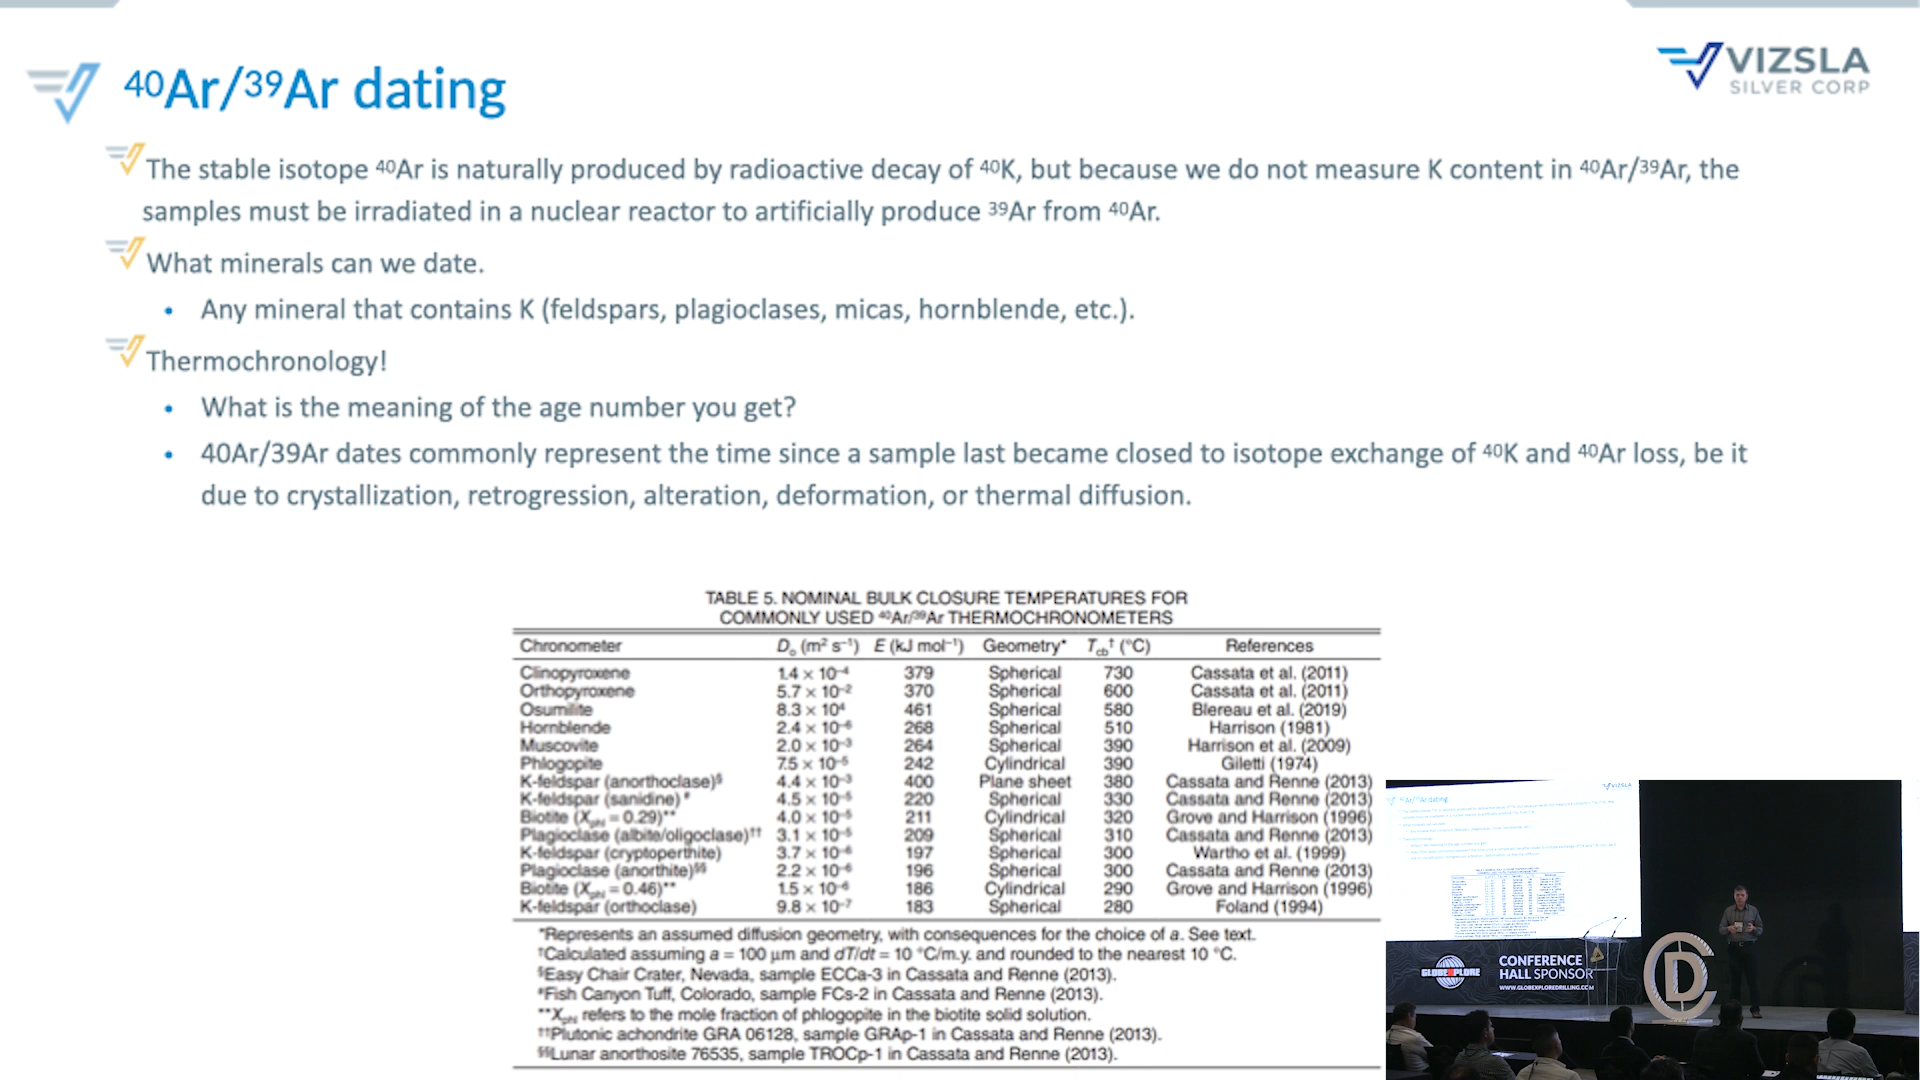 ⁴⁰Ar/³⁹Ar dating
VIZSLA
SILVER CORP
The stable isotope ⁴⁰Ar is naturally produced by radioactive decay of ⁴⁰K, but because we do not measure K content in ⁴⁰Ar/³⁹Ar, the
samples must be irradiated in a nuclear reactor to artificially produce ³⁹Ar from ⁴⁰Ar.
What minerals can we date.
• Any mineral that contains K (feldspars, plagioclases, micas, hornblende, etc.).
Thermochronology!
• What is the meaning of the age number you get?
• 40Ar/39Ar dates commonly represent the time since a sample last became closed to isotope exchange of ⁴⁰K and ⁴⁰Ar loss, be it
due to crystallization, retrogression, alteration, deformation, or thermal diffusion.
TABLE 5. NOMINAL BULK CLOSURE TEMPERATURES FOR
COMMONLY USED ⁴⁰Ar/³⁹Ar THERMOCHRONOMETERS
Chronometer Dₒ (m² s⁻¹) E (kJ mol⁻¹) Geometry* T_cb† (°C) References
Clinopyroxene 1.4 × 10⁻⁴ 379 Spherical 730 Cassata et al. (2011)
Orthopyroxene 5.7 × 10⁻² 370 Spherical 600 Cassata et al. (2011)
Osumilite 8.3 × 10⁴ 461 Spherical 580 Blereau et al. (2019)
Hornblende 2.4 × 10⁻⁶ 268 Spherical 510 Harrison (1981)
Muscovite 2.0 × 10⁻³ 264 Spherical 390 Harrison et al. (2009)
Phlogopite 7.5 × 10⁻⁵ 242 Cylindrical 390 Giletti (1974)
K-feldspar (anorthoclase)§ 4.4 × 10⁻³ 400 Plane sheet 380 Cassata and Renne (2013)
K-feldspar (sanidine)# 4.5 × 10⁻⁵ 220 Spherical 330 Cassata and Renne (2013)
Biotite (X_phl = 0.29)** 4.0 × 10⁻⁵ 211 Cylindrical 320 Grove and Harrison (1996)
Plagioclase (albite/oligoclase)†† 3.1 × 10⁻⁵ 209 Spherical 310 Cassata and Renne (2013)
K-feldspar (cryptoperthite) 3.7 × 10⁻⁶ 197 Spherical 300 Wartho et al. (1999)
Plagioclase (anorthite)§§ 2.2 × 10⁻⁶ 196 Spherical 300 Cassata and Renne (2013)
Biotite (X_phl = 0.46)** 1.5 × 10⁻⁶ 186 Cylindrical 290 Grove and Harrison (1996)
K-feldspar (orthoclase) 9.8 × 10⁻⁷ 183 Spherical 280 Foland (1994)
*Represents an assumed diffusion geometry, with consequences for the choice of a. See text.
†Calculated assuming a = 100 µm and dT/dt = 10 °C/m.y. and rounded to the nearest 10 °C.
§Easy Chair Crater, Nevada, sample ECCa-3 in Cassata and Renne (2013).
#Fish Canyon Tuff, Colorado, sample FCs-2 in Cassata and Renne (2013).
**X_phl refers to the mole fraction of phlogopite in the biotite solid solution.
††Plutonic achondrite GRA 06128, sample GRAp-1 in Cassata and Renne (2013).
§§Lunar anorthosite 76535, sample TROCp-1 in Cassata and Renne (2013).
VIZSLA
⁴⁰Ar/³⁹Ar dating
GLOBEXPLORE
CONFERENCE
HALL SPONSOR
WWW.GLOBEXPLOREDRILLING.COM